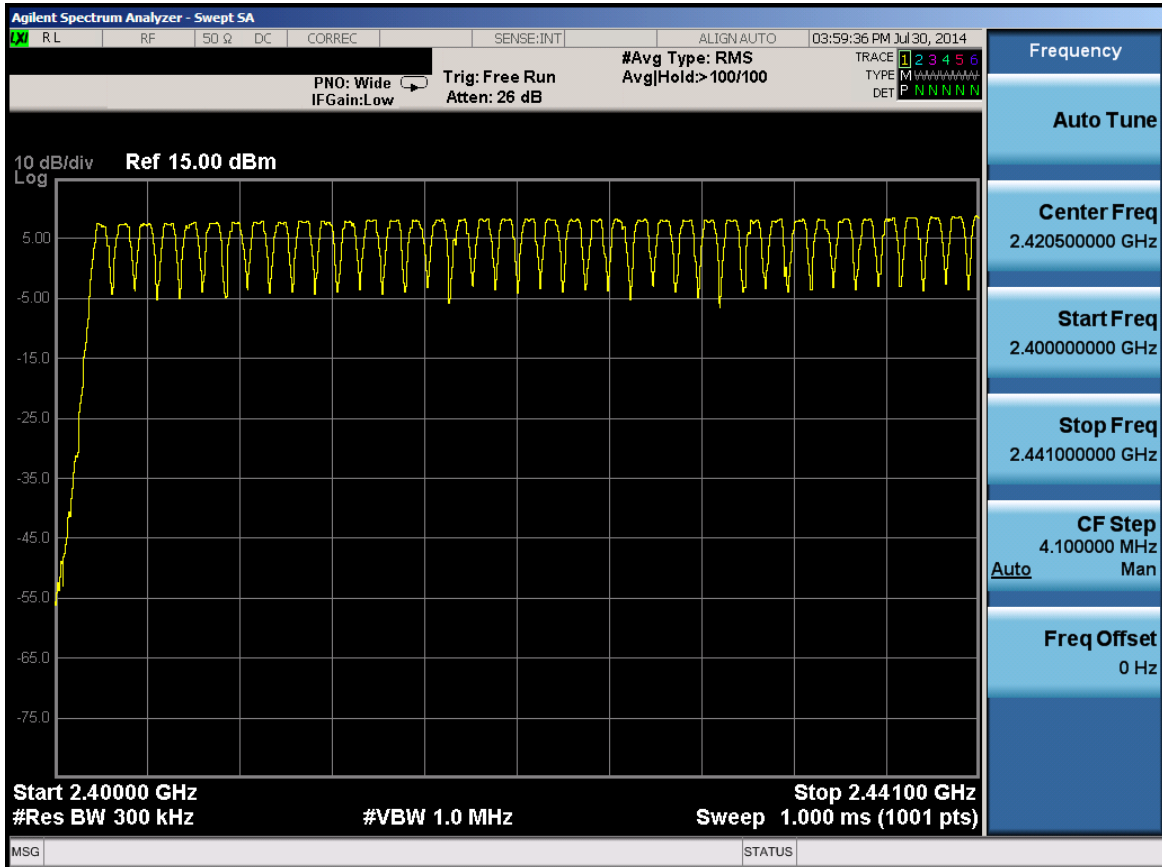 Agilent Spectrum Analyzer - Swept SA
LXI RL RF 50 Ω DC CORREC SENSE:INT ALIGN AUTO 03:59:36 PM Jul 30, 2014
PNO: Wide
IFGain:Low
Trig: Free Run
Atten: 26 dB
#Avg Type: RMS
Avg|Hold:>100/100
TRACE 1 2 3 4 5 6
TYPE M WWWWW
DET P N N N N N
10 dB/div Ref 15.00 dBm
Log
5.00
-5.00
-15.0
-25.0
-35.0
-45.0
-55.0
-65.0
-75.0
Start 2.40000 GHz Stop 2.44100 GHz
#Res BW 300 kHz #VBW 1.0 MHz Sweep 1.000 ms (1001 pts)
MSG STATUS
Frequency
Auto Tune
Center Freq
2.420500000 GHz
Start Freq
2.400000000 GHz
Stop Freq
2.441000000 GHz
CF Step
4.100000 MHz
Auto Man
Freq Offset
0 Hz